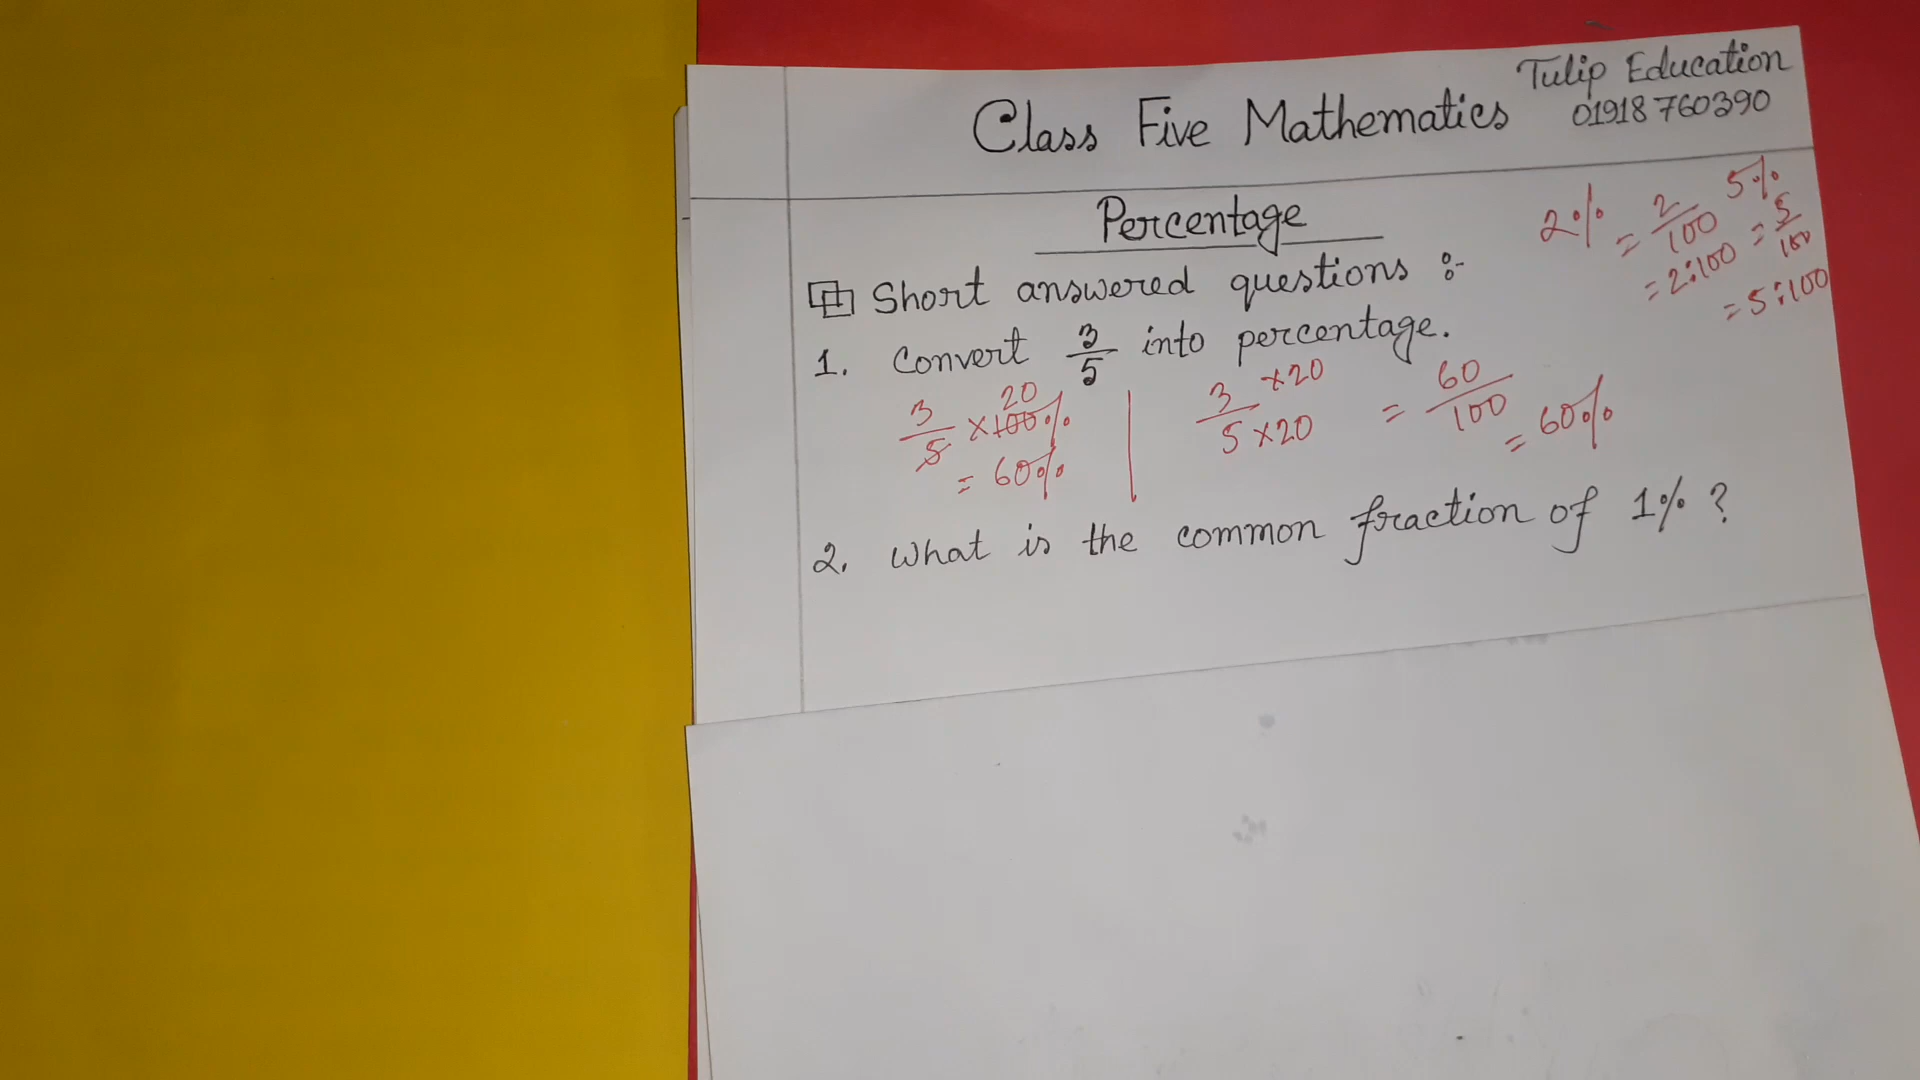 Tulip Education
Class Five Mathematics 01918760390
Percentage
2% = 2/100
= 2:100
5%
= 5/100
= 5:100
Short answered questions :-
1. Convert 3/5 into percentage.
3/5 × 100% 20
= 60%
3×20/5×20 = 60/100
= 60%
2. What is the common fraction of 1% ?